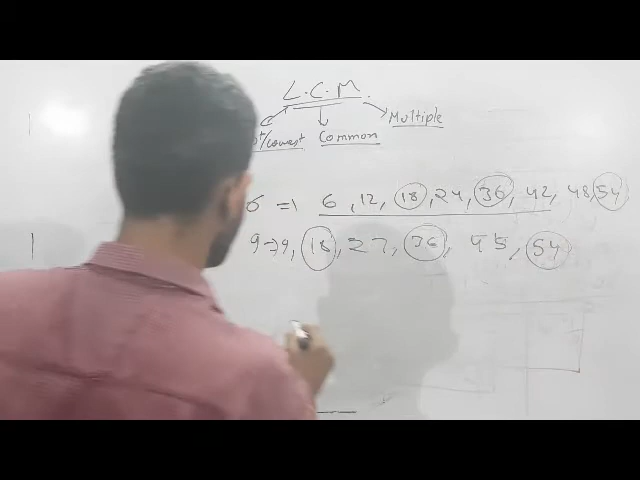 L.C.M.
Lowest Common Multiple
6 ⇒ 6, 12, 18, 24, 36, 42, 48, 54
9 → 9, 18, 27, 36, 45, 54